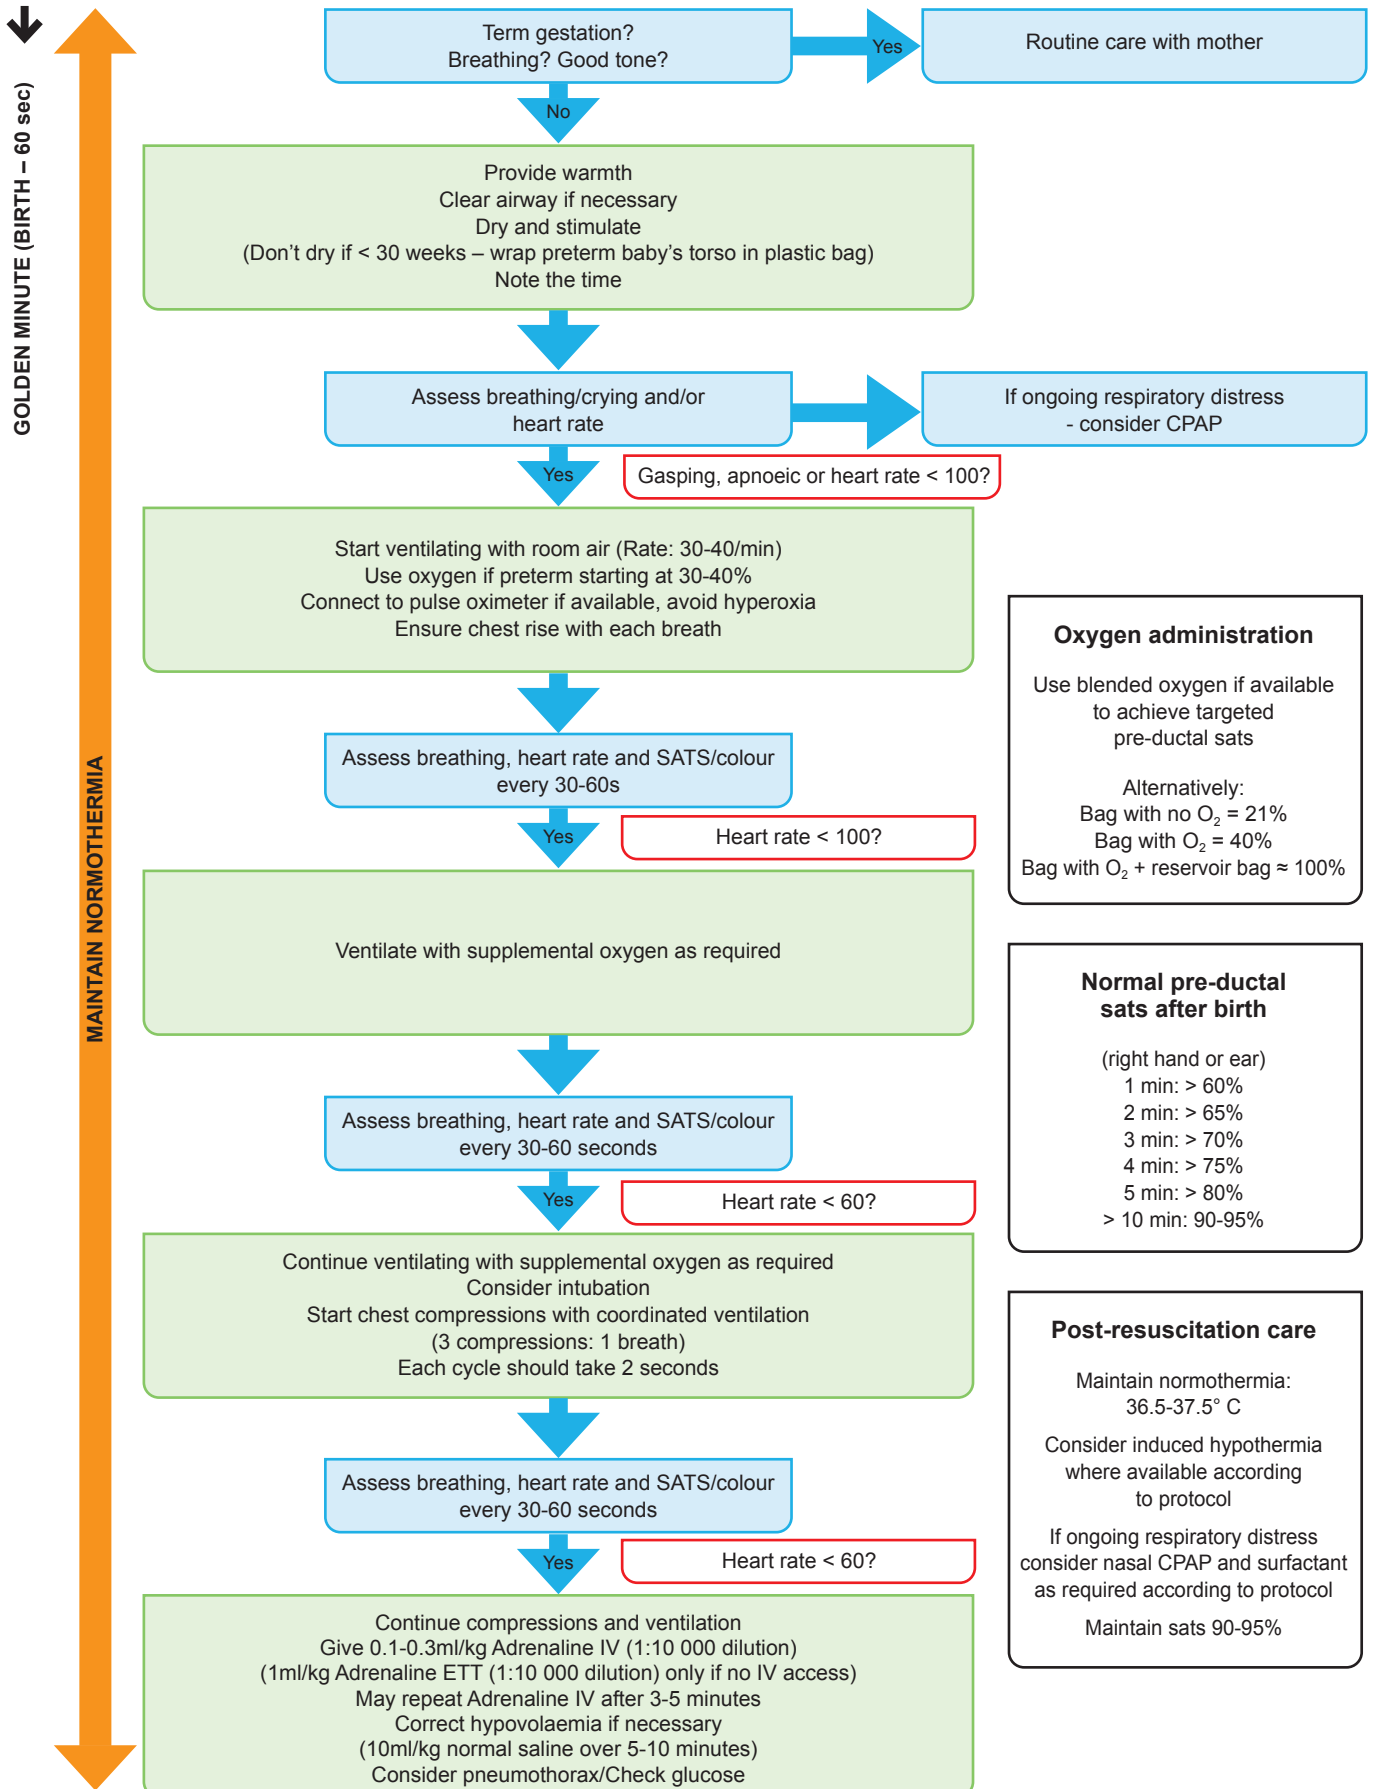 GOLDEN MINUTE (BIRTH – 60 sec)
MAINTAIN NORMOTHERMIA
Term gestation?
Breathing? Good tone?
Yes
Routine care with mother
No
Provide warmth
Clear airway if necessary
Dry and stimulate
(Don’t dry if < 30 weeks – wrap preterm baby’s torso in plastic bag)
Note the time
Assess breathing/crying and/or
heart rate
If ongoing respiratory distress
- consider CPAP
Yes
Gasping, apnoeic or heart rate < 100?
Start ventilating with room air (Rate: 30-40/min)
Use oxygen if preterm starting at 30-40%
Connect to pulse oximeter if available, avoid hyperoxia
Ensure chest rise with each breath
Assess breathing, heart rate and SATS/colour
every 30-60s
Yes
Heart rate < 100?
Ventilate with supplemental oxygen as required
Assess breathing, heart rate and SATS/colour
every 30-60 seconds
Yes
Heart rate < 60?
Continue ventilating with supplemental oxygen as required
Consider intubation
Start chest compressions with coordinated ventilation
(3 compressions: 1 breath)
Each cycle should take 2 seconds
Assess breathing, heart rate and SATS/colour
every 30-60 seconds
Yes
Heart rate < 60?
Continue compressions and ventilation
Give 0.1-0.3ml/kg Adrenaline IV (1:10 000 dilution)
(1ml/kg Adrenaline ETT (1:10 000 dilution) only if no IV access)
May repeat Adrenaline IV after 3-5 minutes
Correct hypovolaemia if necessary
(10ml/kg normal saline over 5-10 minutes)
Consider pneumothorax/Check glucose
Oxygen administration
Use blended oxygen if available
to achieve targeted
pre-ductal sats
Alternatively:
Bag with no O₂ = 21%
Bag with O₂ = 40%
Bag with O₂ + reservoir bag ≈ 100%
Normal pre-ductal
sats after birth
(right hand or ear)
1 min: > 60%
2 min: > 65%
3 min: > 70%
4 min: > 75%
5 min: > 80%
> 10 min: 90-95%
Post-resuscitation care
Maintain normothermia:
36.5-37.5° C
Consider induced hypothermia
where available according
to protocol
If ongoing respiratory distress
consider nasal CPAP and surfactant
as required according to protocol
Maintain sats 90-95%